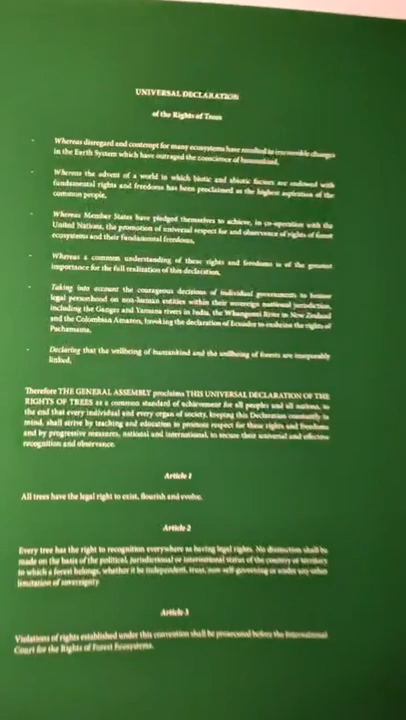 UNIVERSAL DECLARATION
of the Rights of Trees
- Whereas disregard and contempt for many ecosystems have resulted in irreversible changes
in the Earth System which have outraged the conscience of humankind,
- Whereas the advent of a world in which biotic and abiotic factors are endowed with
fundamental rights and freedoms has been proclaimed as the highest aspiration of the
common people,
- Whereas Member States have pledged themselves to achieve, in co-operation with the
United Nations, the promotion of universal respect for and observance of rights of forest
ecosystems and their fundamental freedoms,
- Whereas a common understanding of these rights and freedoms is of the greatest
importance for the full realization of this declaration,
- Taking into account the courageous decisions of individual governments to bestow
legal personhood on non-human entities within their sovereign national jurisdiction,
including the Ganges and Yamuna rivers in India, the Whanganui River in New Zealand
and the Colombian Amazon, invoking the declaration of Ecuador to enshrine the rights of
Pachamama,
- Declaring that the wellbeing of humankind and the wellbeing of forests are inseparably
linked,
Therefore THE GENERAL ASSEMBLY proclaims THIS UNIVERSAL DECLARATION OF THE
RIGHTS OF TREES as a common standard of achievement for all peoples and all nations, to
the end that every individual and every organ of society, keeping this Declaration constantly in
mind, shall strive by teaching and education to promote respect for these rights and freedoms
and by progressive measures, national and international, to secure their universal and effective
recognition and observance.
Article 1
All trees have the legal right to exist, flourish and evolve.
Article 2
Every tree has the right to recognition everywhere as having legal rights. No distinction shall be
made on the basis of the political, jurisdictional or international status of the country or territory
to which a forest belongs, whether it be independent, trust, non-self-governing or under any other
limitation of sovereignty.
Article 3
Violations of rights established under this convention shall be prosecuted before the International
Court for the Rights of Forest Ecosystems.